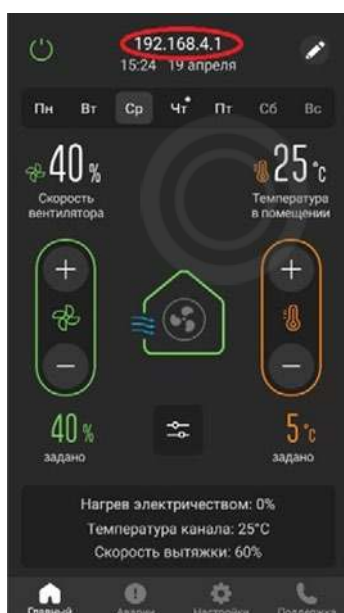 192.168.4.1
15:24 19 апреля
Пн Вт Ср Чт* Пт Сб Вс
40 % 25 °C
Скорость вентилятора
Температура в помещении
40 % 5 °C
задано задано
Нагрев электричеством: 0%
Температура канала: 25°C
Скорость вытяжки: 60%
Главный Аварии Настройки Поддержка